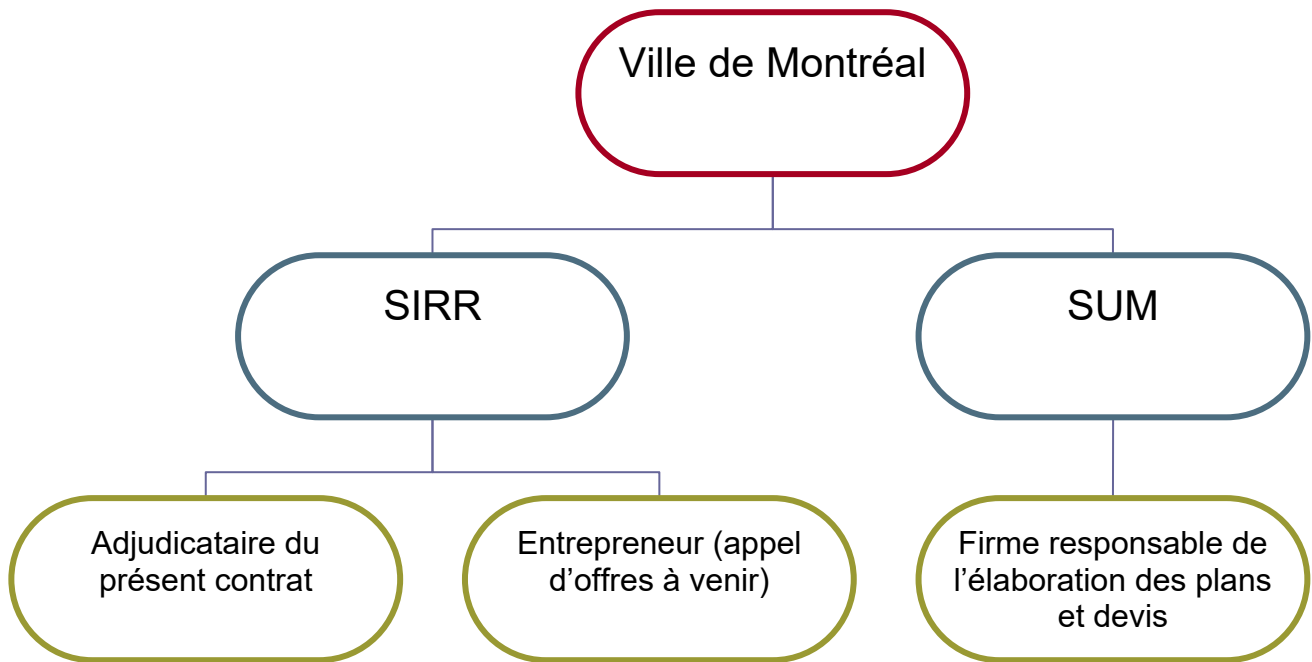 Ville de Montréal
SIRR
SUM
Adjudicataire du
présent contrat
Entrepreneur (appel
d’offres à venir)
Firme responsable de
l’élaboration des plans
et devis